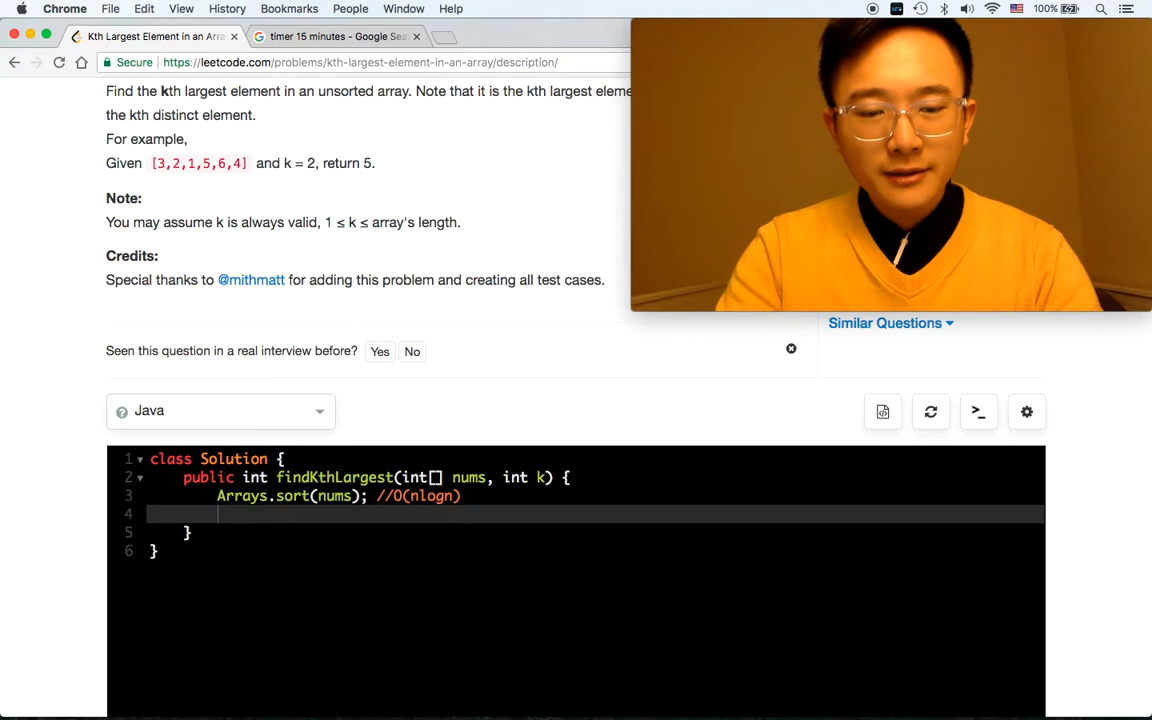 Chrome File Edit View History Bookmarks People Window Help 100%
Kth Largest Element in an Arra timer 15 minutes - Google Sea
Secure https://leetcode.com/problems/kth-largest-element-in-an-array/description/
Find the kth largest element in an unsorted array. Note that it is the kth largest eleme
the kth distinct element.
For example,
Given [3,2,1,5,6,4] and k = 2, return 5.
Note:
You may assume k is always valid, 1 ≤ k ≤ array's length.
Credits:
Special thanks to @mithmatt for adding this problem and creating all test cases.
Similar Questions
Seen this question in a real interview before? Yes No
Java
1 class Solution {
2 public int findKthLargest(int[] nums, int k) {
3 Arrays.sort(nums); //O(nlogn)
4
5 }
6 }